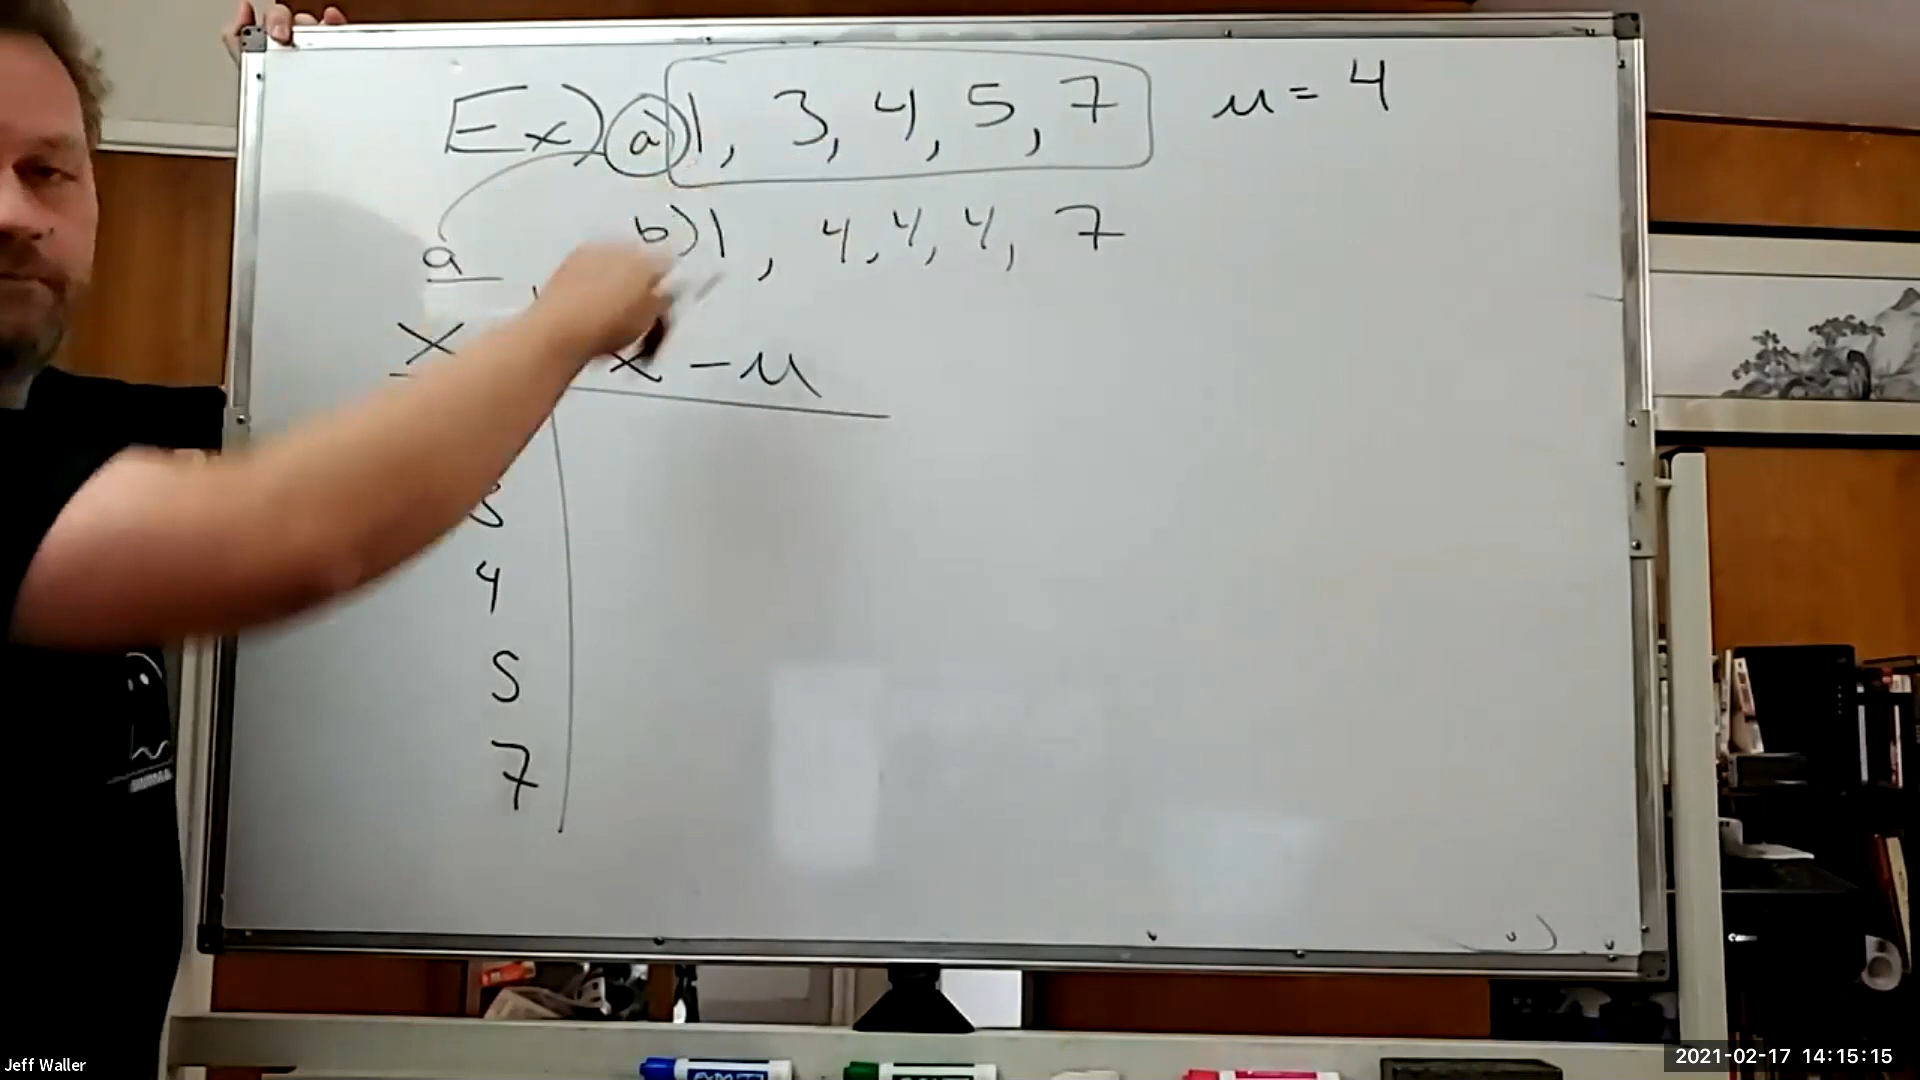 Ex) a) 1, 3, 4, 5, 7 μ = 4
b) 1, 4, 4, 4, 7
a
x x - μ
3
4
5
7
Jeff Waller
2021-02-17 14:15:15